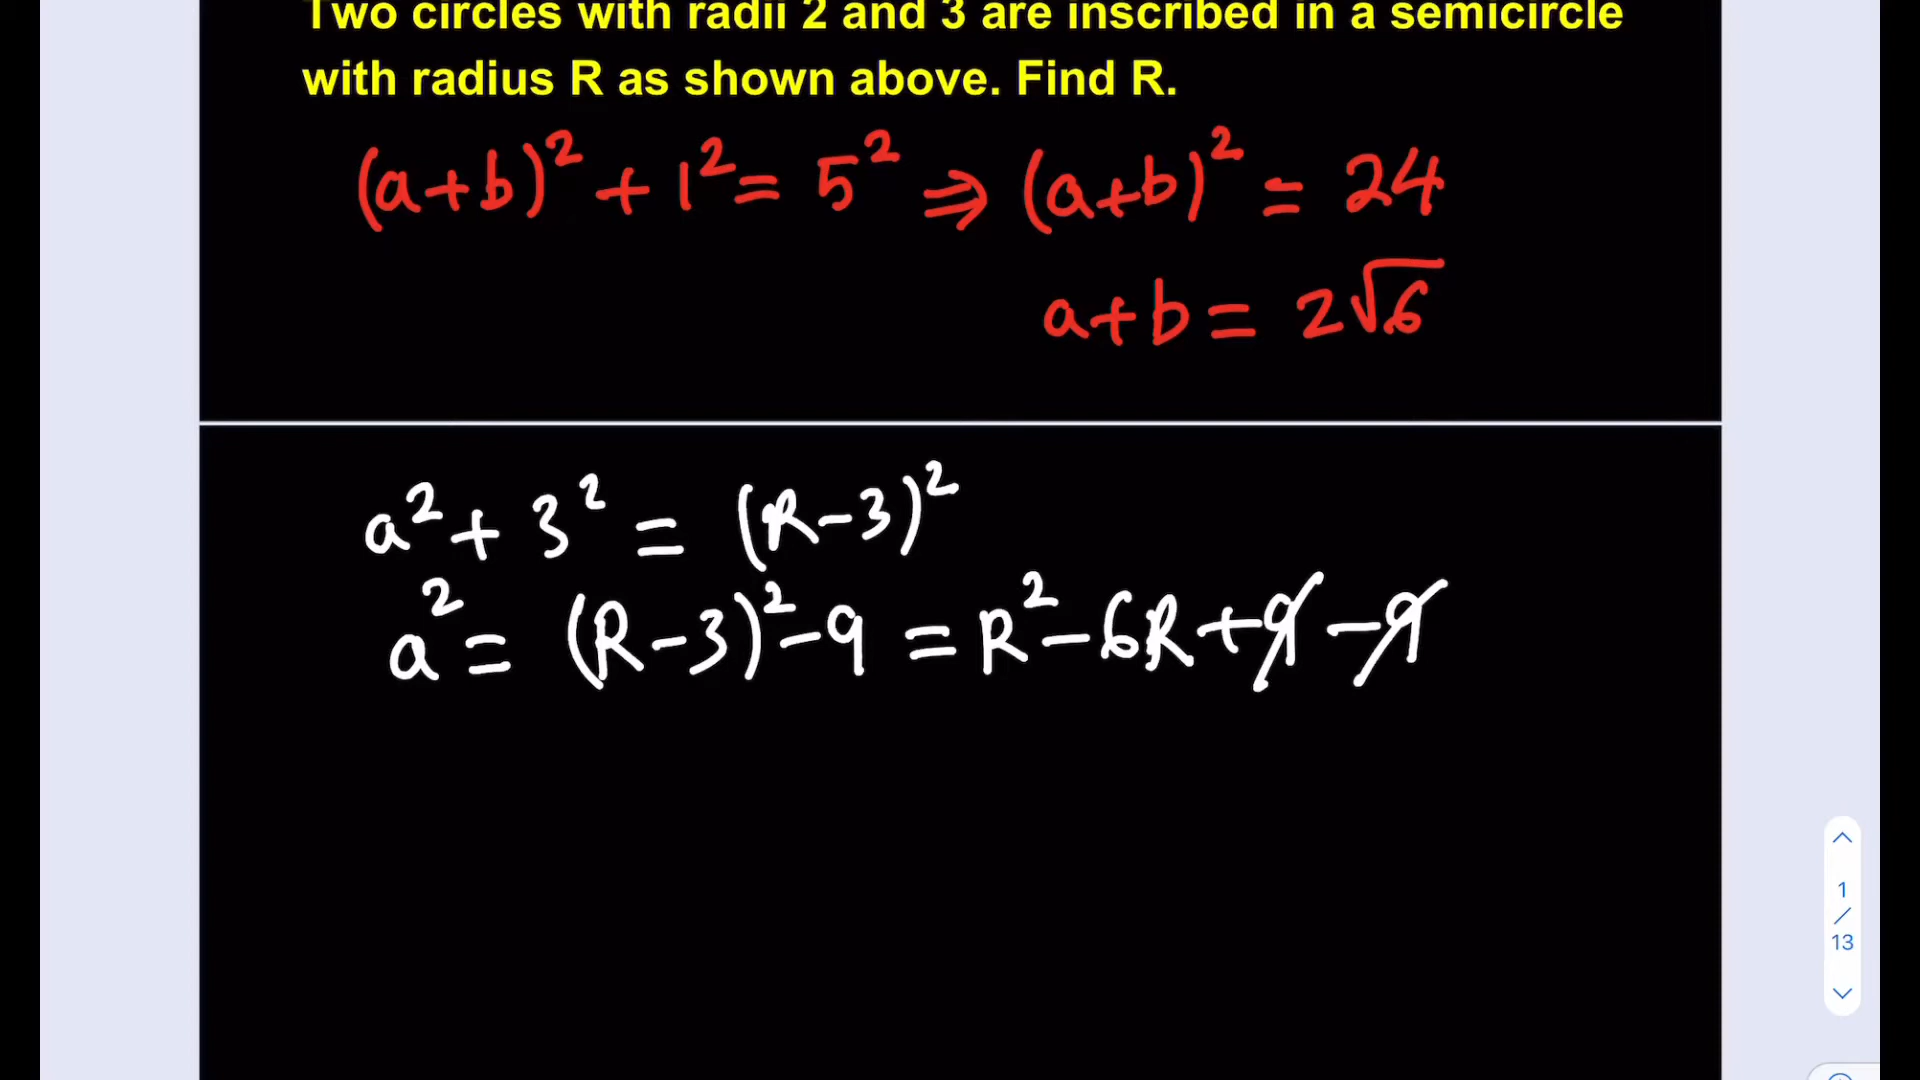 Two circles with radii 2 and 3 are inscribed in a semicircle
with radius R as shown above. Find R.
(a+b)² + 1² = 5² ⇒ (a+b)² = 24
a+b = 2√6
a² + 3² = (R-3)²
a² = (R-3)² - 9 = R² - 6R + 9 - 9
1
/
13